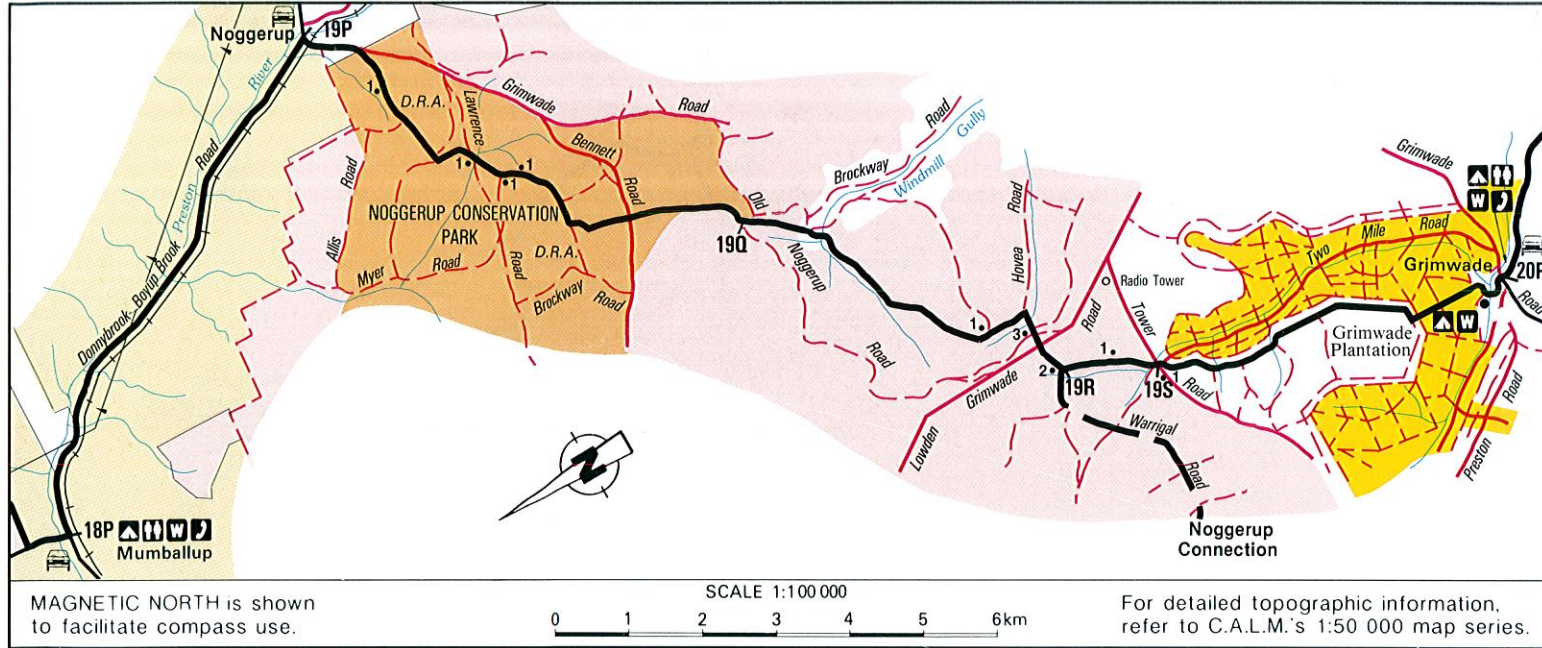 Noggerup
19P
Preston River
Donnybrook - Boyup Brook Road
18P
W
Mumballup
1
D.R.A.
Lawrence
Grimwade Road
Bennett Road
1
1
1
NOGGERUP CONSERVATION
PARK
Allis Road
Myer Road
Road
D.R.A.
Brockway Road
Old
19Q
Noggerup
Road
Brockway Road
Windmill Gully
Hovea Road
1
3
Lowden
Grimwade
Road
Radio Tower
Tower
Road
2
19R
1
1
1
19S
Warrigal
Road
Noggerup
Connection
Two Mile Road
Grimwade
W
Grimwade
20P
Road
W
Grimwade
Plantation
Preston
Road
N
MAGNETIC NORTH is shown
to facilitate compass use.
SCALE 1:100 000
0 1 2 3 4 5 6km
For detailed topographic information,
refer to C.A.L.M.'s 1:50 000 map series.